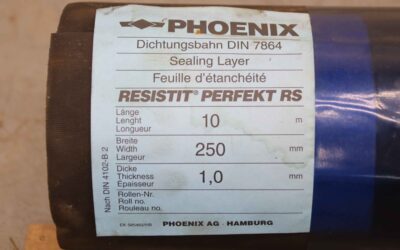 PHOENIX
Dichtungsbahn DIN 7864
Sealing Layer
Feuille d'étanchéité
RESISTIT® PERFEKT RS
Länge
Lenght
Longueur
10 m
Breite
Width
Largeur
250 mm
Dicke
Thickness
Épaisseur
1,0 mm
Rollen-Nr.
Roll no.
Rouleau no.
Nach DIN 4102-B 2
PHOENIX AG HAMBURG